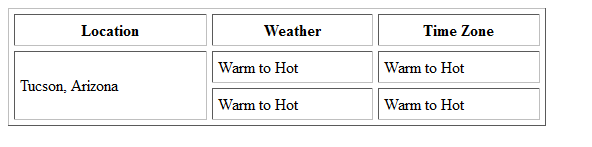 Location Weather Time Zone
Tucson, Arizona Warm to Hot Warm to Hot
Warm to Hot Warm to Hot